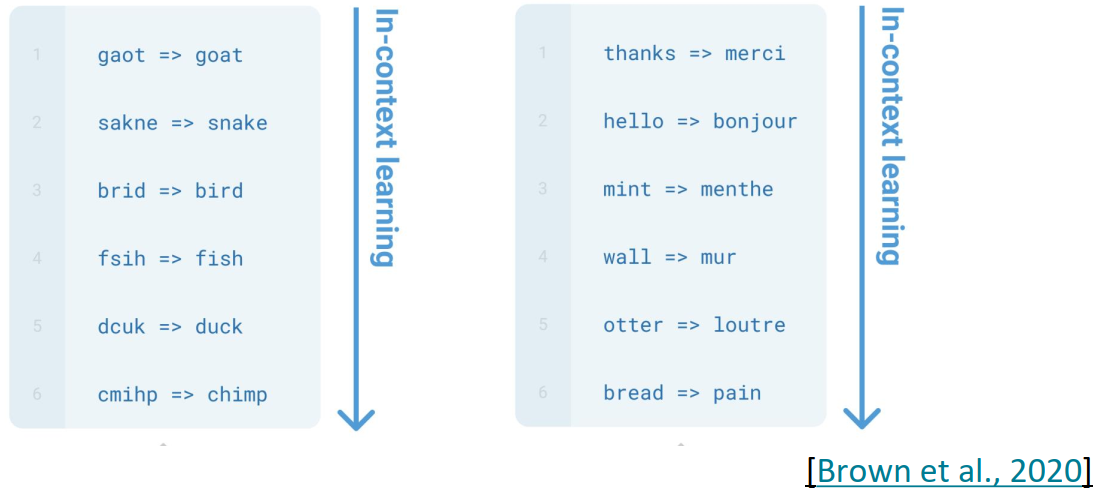 1 gaot => goat
2 sakne => snake
3 brid => bird
4 fsih => fish
5 dcuk => duck
6 cmihp => chimp
In-context learning
1 thanks => merci
2 hello => bonjour
3 mint => menthe
4 wall => mur
5 otter => loutre
6 bread => pain
In-context learning
[Brown et al., 2020]